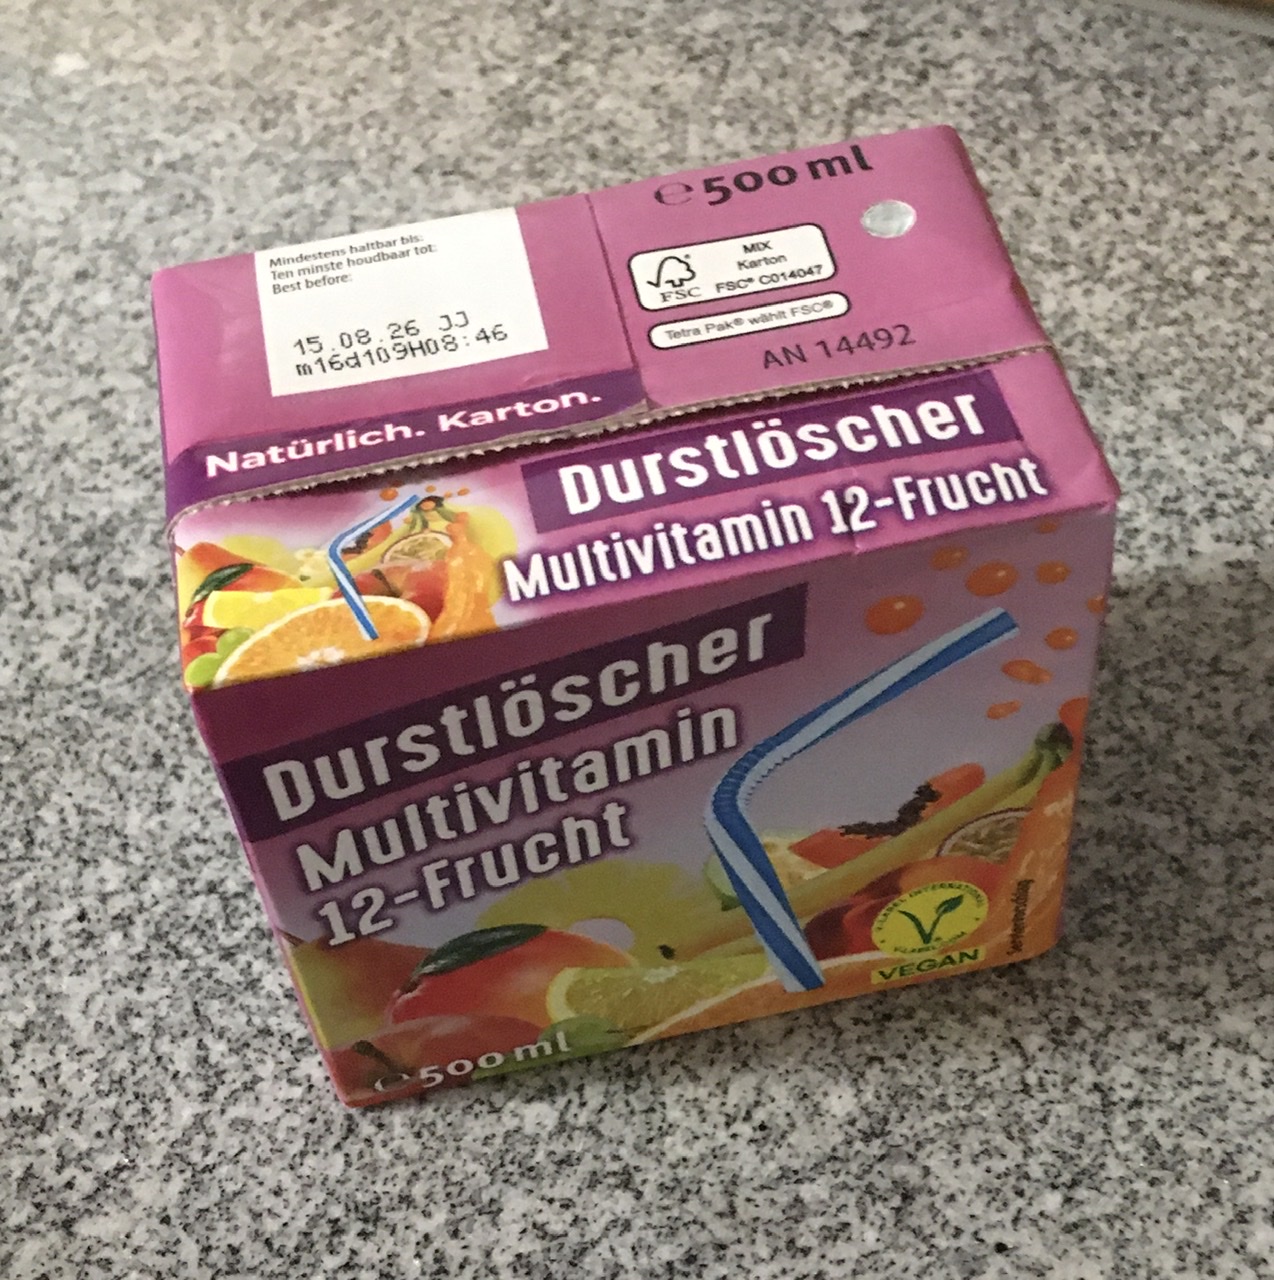 Mindestens haltbar bis:
Ten minste houdbaar tot:
Best before:
15.08.26 JJ
m16d109H08:46
Natürlich. Karton.
℮ 500 ml
MIX
Karton
FSC® C014047
FSC
Tetra Pak® wählt FSC®
AN 14492
Durstlöscher
Multivitamin 12-Frucht
Durstlöscher
Multivitamin
12-Frucht
VEGAN
℮ 500 ml